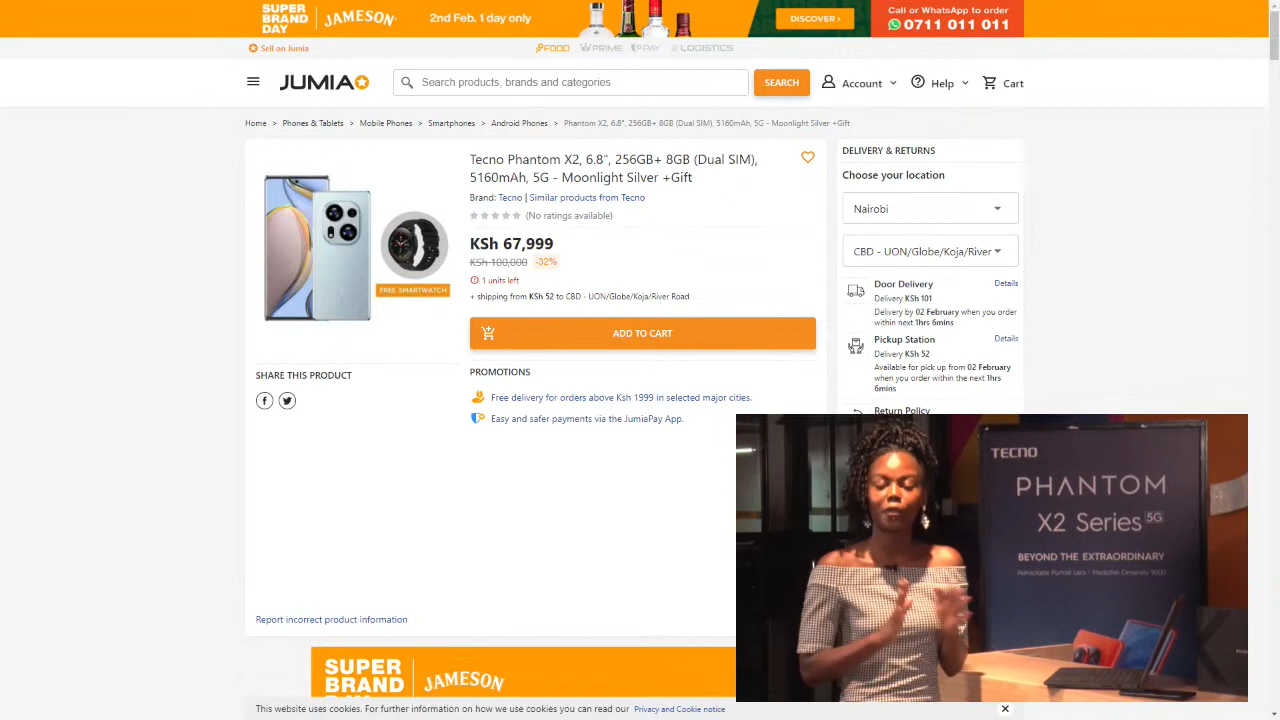 SUPER
BRAND
DAY
JAMESON
2nd Feb. 1 day only
DISCOVER ›
Call or WhatsApp to order
0711 011 011
Sell on Jumia
FOOD
PRIME
PAY
LOGISTICS
JUMIA
Search products, brands and categories
SEARCH
Account
Help
Cart
Home
Phones & Tablets
Mobile Phones
Smartphones
Android Phones
Phantom X2, 6.8", 256GB+ 8GB (Dual SIM), 5160mAh, 5G - Moonlight Silver +Gift
FREE SMARTWATCH
SHARE THIS PRODUCT
Tecno Phantom X2, 6.8", 256GB+ 8GB (Dual SIM),
5160mAh, 5G - Moonlight Silver +Gift
Brand: Tecno | Similar products from Tecno
(No ratings available)
KSh 67,999
KSh 100,000 -32%
1 units left
+ shipping from KSh 52 to CBD - UON/Globe/Koja/River Road
ADD TO CART
PROMOTIONS
Free delivery for orders above Ksh 1999 in selected major cities.
Easy and safer payments via the JumiaPay App.
DELIVERY & RETURNS
Choose your location
Nairobi
CBD - UON/Globe/Koja/River
Door Delivery
Details
Delivery KSh 101
Delivery by 02 February when you order
within next 1hrs 6mins
Pickup Station
Details
Delivery KSh 52
Available for pick up from 02 February
when you order within the next 1hrs
6mins
Return Policy
TECNO
PHANTOM
X2 Series 5G
BEYOND THE EXTRAORDINARY
Retractable Portrait Lens · MediaTek Dimensity 9000
Report incorrect product information
SUPER
BRAND
JAMESON
This website uses cookies. For further information on how we use cookies you can read our Privacy and Cookie notice